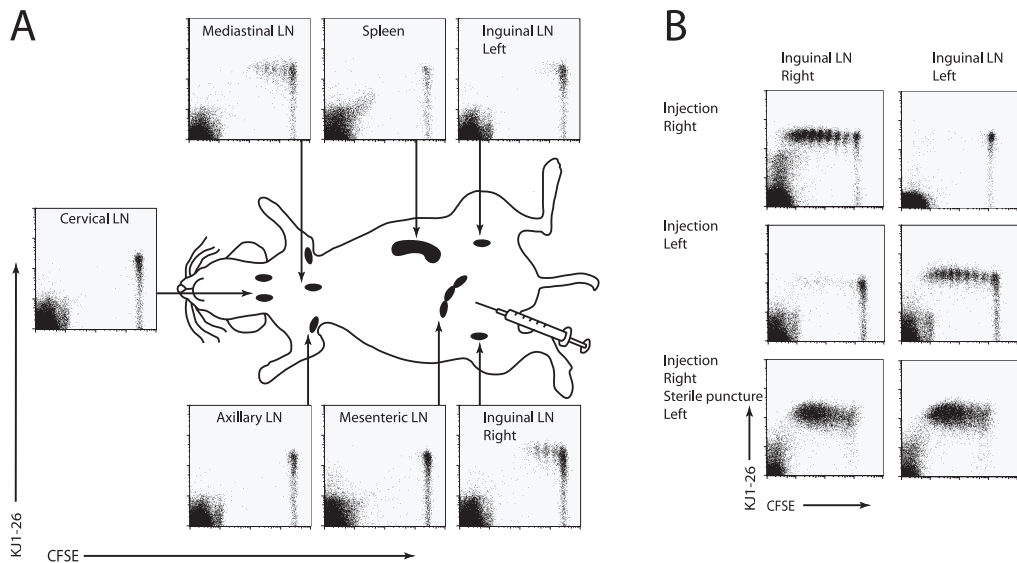 A
Mediastinal LN
Spleen
Inguinal LN
Left
Cervical LN
Axillary LN
Mesenteric LN
Inguinal LN
Right
KJ1-26
CFSE
B
Inguinal LN
Right
Inguinal LN
Left
Injection
Right
Injection
Left
Injection
Right
Sterile puncture
Left
KJ1-26
CFSE